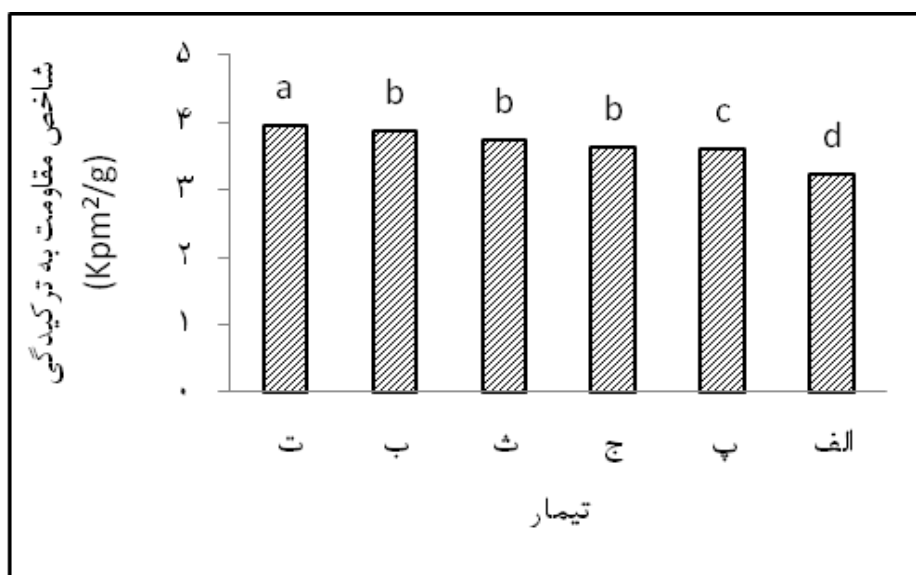 شاخص مقاومت به ترکیدگی
(Kpm²/g)
۵
۴
۳
۲
۱
۰
a b b b c d
ت ب ث ج پ الف
تیمار